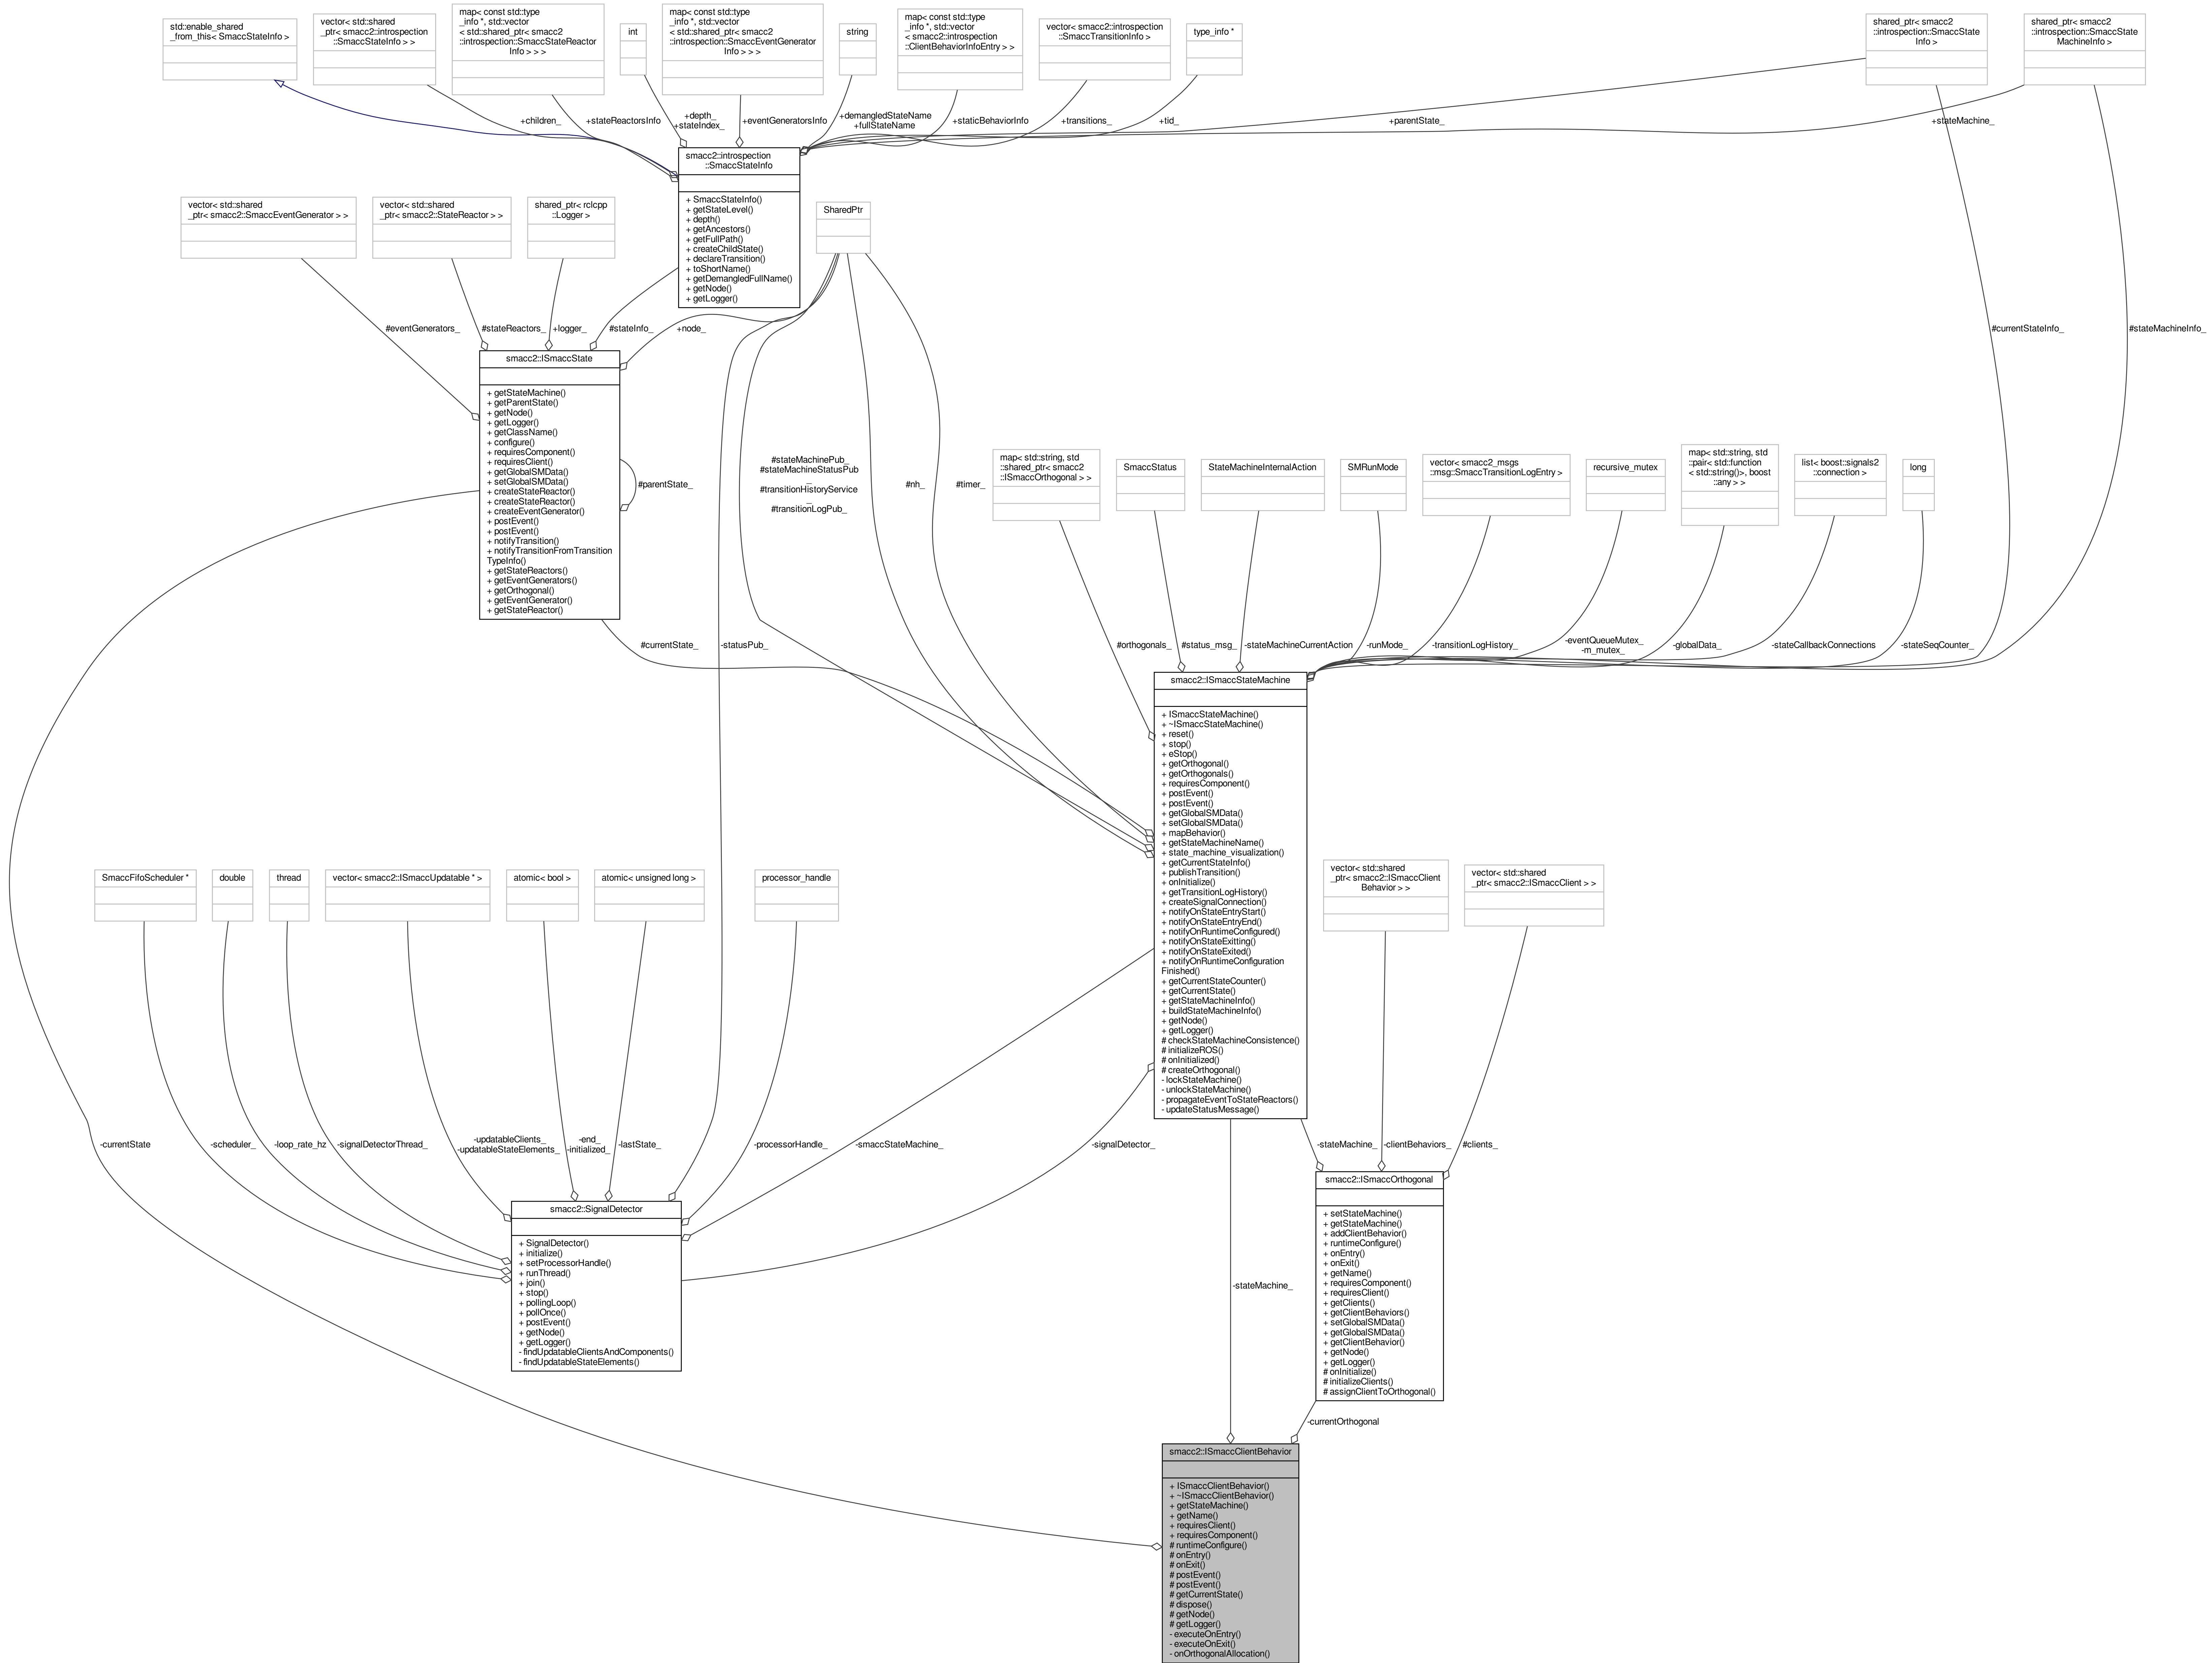 std::enable_shared
_from_this< SmaccStateInfo >
vector< std::shared
_ptr< smacc2::introspection
::SmaccStateInfo > >
map< const std::type
_info *, std::vector
< std::shared_ptr< smacc2
::introspection::SmaccStateReactor
Info > > >
int
map< const std::type
_info *, std::vector
< std::shared_ptr< smacc2
::introspection::SmaccEventGenerator
Info > > >
string
map< const std::type
_info *, std::vector
< smacc2::introspection
::ClientBehaviorInfoEntry > >
vector< smacc2::introspection
::SmaccTransitionInfo >
type_info *
shared_ptr< smacc2
::introspection::SmaccState
Info >
shared_ptr< smacc2
::introspection::SmaccState
MachineInfo >
+children_
+stateReactorsInfo
+depth_
+stateIndex_
+eventGeneratorsInfo
+demangledStateName
+fullStateName
+staticBehaviorInfo
+transitions_
+tid_
+parentState_
+stateMachine_
smacc2::introspection
::SmaccStateInfo
+ SmaccStateInfo()
+ getStateLevel()
+ depth()
+ getAncestors()
+ getFullPath()
+ createChildState()
+ declareTransition()
+ toShortName()
+ getDemangledFullName()
+ getNode()
+ getLogger()
vector< std::shared
_ptr< smacc2::SmaccEventGenerator > >
vector< std::shared
_ptr< smacc2::StateReactor > >
shared_ptr< rclcpp
::Logger >
SharedPtr
#eventGenerators_
#stateReactors_
+logger_
#stateInfo_
+node_
#currentStateInfo_
#stateMachineInfo_
smacc2::ISmaccState
+ getStateMachine()
+ getParentState()
+ getNode()
+ getLogger()
+ getClassName()
+ configure()
+ requiresComponent()
+ requiresClient()
+ getGlobalSMData()
+ setGlobalSMData()
+ createStateReactor()
+ createStateReactor()
+ createEventGenerator()
+ postEvent()
+ postEvent()
+ notifyTransition()
+ notifyTransitionFromTransition
TypeInfo()
+ getStateReactors()
+ getEventGenerators()
+ getOrthogonal()
+ getEventGenerator()
+ getStateReactor()
#parentState_
#stateMachinePub_
#stateMachineStatusPub
_
#transitionHistoryService
_
#transitionLogPub_
#nh_
#timer_
map< std::string, std
::shared_ptr< smacc2
::ISmaccOrthogonal > >
SmaccStatus
StateMachineInternalAction
SMRunMode
vector< smacc2_msgs
::msg::SmaccTransitionLogEntry >
recursive_mutex
map< std::string, std
::pair< std::function
< std::string()>, boost
::any > >
list< boost::signals2
::connection >
long
#currentState_
-statusPub_
#orthogonals_
#status_msg_
-stateMachineCurrentAction
-runMode_
-transitionLogHistory_
-eventQueueMutex_
-m_mutex_
-globalData_
-stateCallbackConnections
-stateSeqCounter_
smacc2::ISmaccStateMachine
+ ISmaccStateMachine()
+ ~ISmaccStateMachine()
+ reset()
+ stop()
+ eStop()
+ getOrthogonal()
+ getOrthogonals()
+ requiresComponent()
+ postEvent()
+ postEvent()
+ getGlobalSMData()
+ setGlobalSMData()
+ mapBehavior()
+ getStateMachineName()
+ state_machine_visualization()
+ getCurrentStateInfo()
+ publishTransition()
+ onInitialize()
+ getTransitionLogHistory()
+ createSignalConnection()
+ notifyOnStateEntryStart()
+ notifyOnStateEntryEnd()
+ notifyOnRuntimeConfigured()
+ notifyOnStateExitting()
+ notifyOnStateExited()
+ notifyOnRuntimeConfiguration
Finished()
+ getCurrentStateCounter()
+ getCurrentState()
+ getStateMachineInfo()
+ buildStateMachineInfo()
+ getNode()
+ getLogger()
# checkStateMachineConsistence()
# initializeROS()
# onInitialized()
# createOrthogonal()
- lockStateMachine()
- unlockStateMachine()
- propagateEventToStateReactors()
- updateStatusMessage()
SmaccFifoScheduler *
double
thread
vector< smacc2::ISmaccUpdatable * >
atomic< bool >
atomic< unsigned long >
processor_handle
vector< std::shared
_ptr< smacc2::ISmaccClient
Behavior > >
vector< std::shared
_ptr< smacc2::ISmaccClient > >
-currentState
-scheduler_
-loop_rate_hz
-signalDetectorThread_
-updatableClients_
-updatableStateElements_
-end_
-initialized_
-lastState_
-processorHandle_
-smaccStateMachine_
-signalDetector_
-stateMachine_
-clientBehaviors_
#clients_
smacc2::SignalDetector
+ SignalDetector()
+ initialize()
+ setProcessorHandle()
+ runThread()
+ join()
+ stop()
+ pollingLoop()
+ pollOnce()
+ postEvent()
+ getNode()
+ getLogger()
- findUpdatableClientsAndComponents()
- findUpdatableStateElements()
smacc2::ISmaccOrthogonal
+ setStateMachine()
+ getStateMachine()
+ addClientBehavior()
+ runtimeConfigure()
+ onEntry()
+ onExit()
+ getName()
+ requiresComponent()
+ requiresClient()
+ getClients()
+ getClientBehaviors()
+ setGlobalSMData()
+ getGlobalSMData()
+ getClientBehavior()
+ getNode()
+ getLogger()
# onInitialize()
# initializeClients()
# assignClientToOrthogonal()
-stateMachine_
-currentOrthogonal
smacc2::ISmaccClientBehavior
+ ISmaccClientBehavior()
+ ~ISmaccClientBehavior()
+ getStateMachine()
+ getName()
+ requiresClient()
+ requiresComponent()
# runtimeConfigure()
# onEntry()
# onExit()
# postEvent()
# postEvent()
# getCurrentState()
# dispose()
# getNode()
# getLogger()
- executeOnEntry()
- executeOnExit()
- onOrthogonalAllocation()